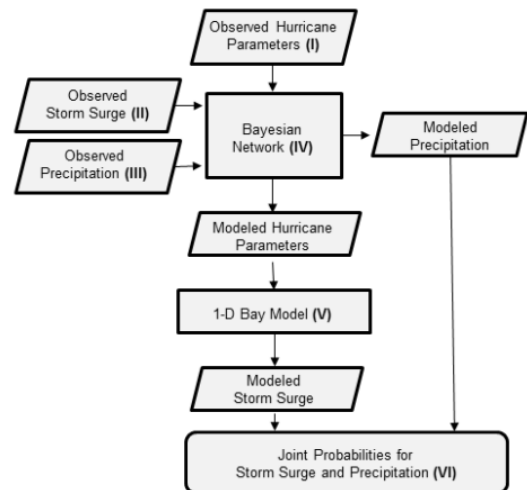 Observed Hurricane
Parameters (I)
Observed
Storm Surge (II)
Observed
Precipitation (III)
Bayesian
Network (IV)
Modeled
Precipitation
Modeled Hurricane
Parameters
1-D Bay Model (V)
Modeled
Storm Surge
Joint Probabilities for
Storm Surge and Precipitation (VI)